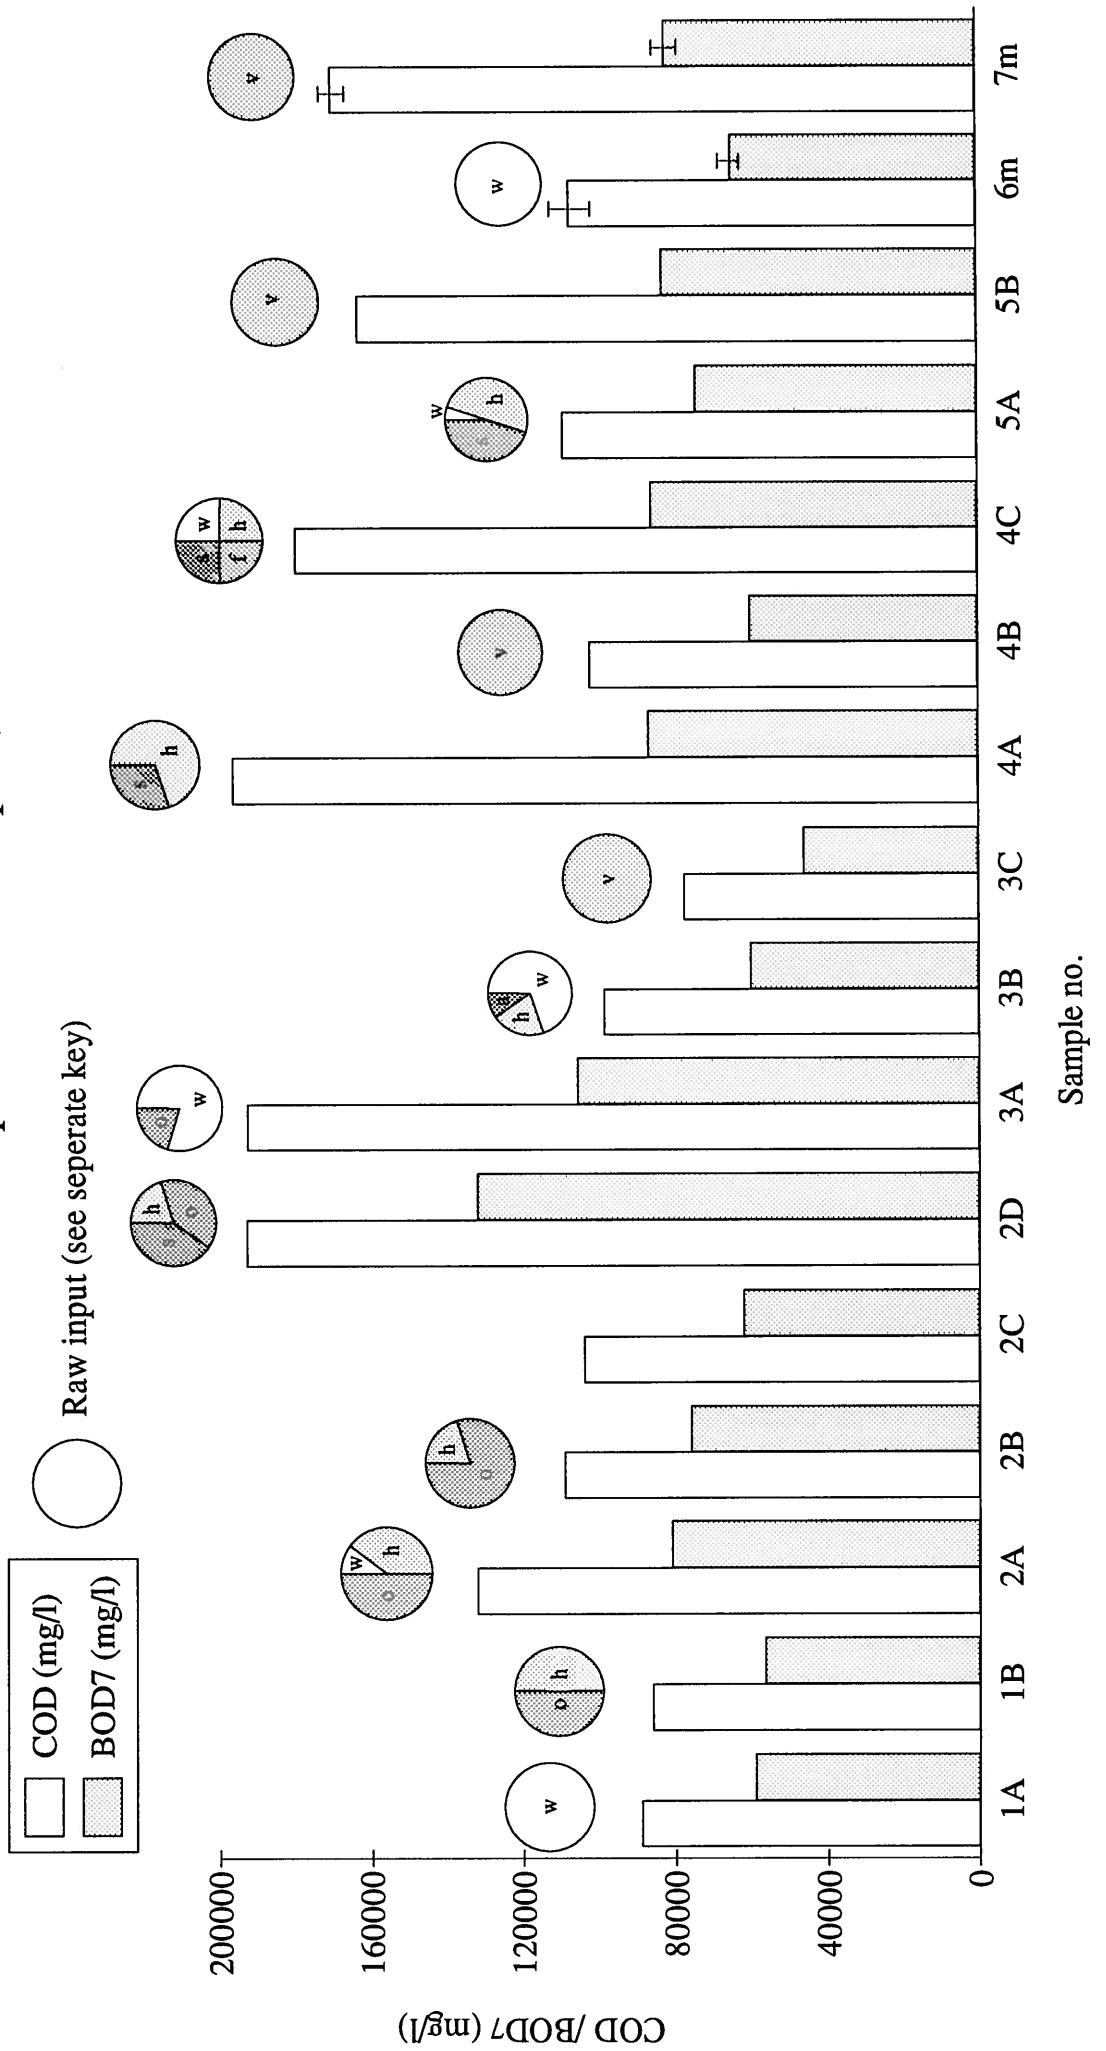 COD (mg/l)
BOD7 (mg/l)
Raw input (see seperate key)
COD /BOD7 (mg/l)
200000
160000
120000
80000
40000
0
w
o h
o w h
o h
s h o
o w
a h w
v
s h
v
s w f h
s w h
v
w
v
1A 1B 2A 2B 2C 2D 3A 3B 3C 4A 4B 4C 5A 5B 6m 7m
Sample no.